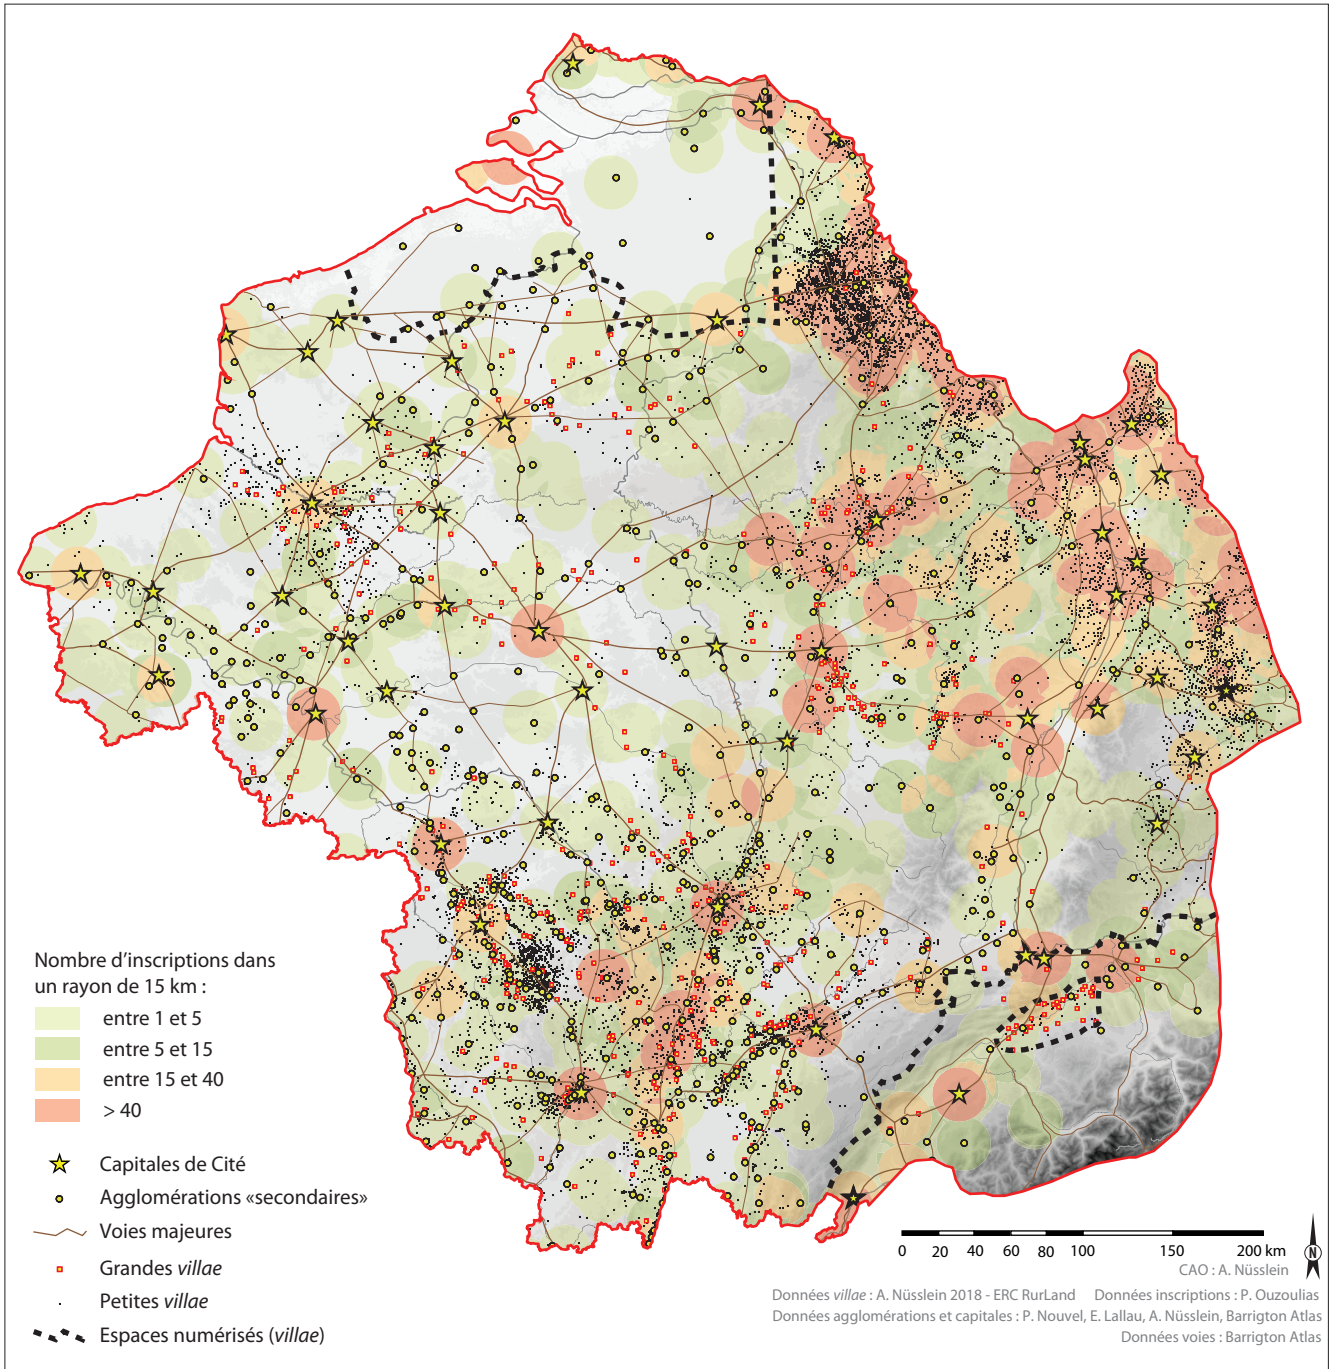 Nombre d’inscriptions dans
un rayon de 15 km :
entre 1 et 5
entre 5 et 15
entre 15 et 40
> 40
Capitales de Cité
Agglomérations «secondaires»
Voies majeures
Grandes villae
Petites villae
Espaces numérisés (villae)
0 20 40 60 80 100 150 200 km
N
CAO : A. Nüsslein
Données villae : A. Nüsslein 2018 - ERC RurLand Données inscriptions : P. Ouzoulias
Données agglomérations et capitales : P. Nouvel, E. Lallau, A. Nüsslein, Barrington Atlas
Données voies : Barrigton Atlas